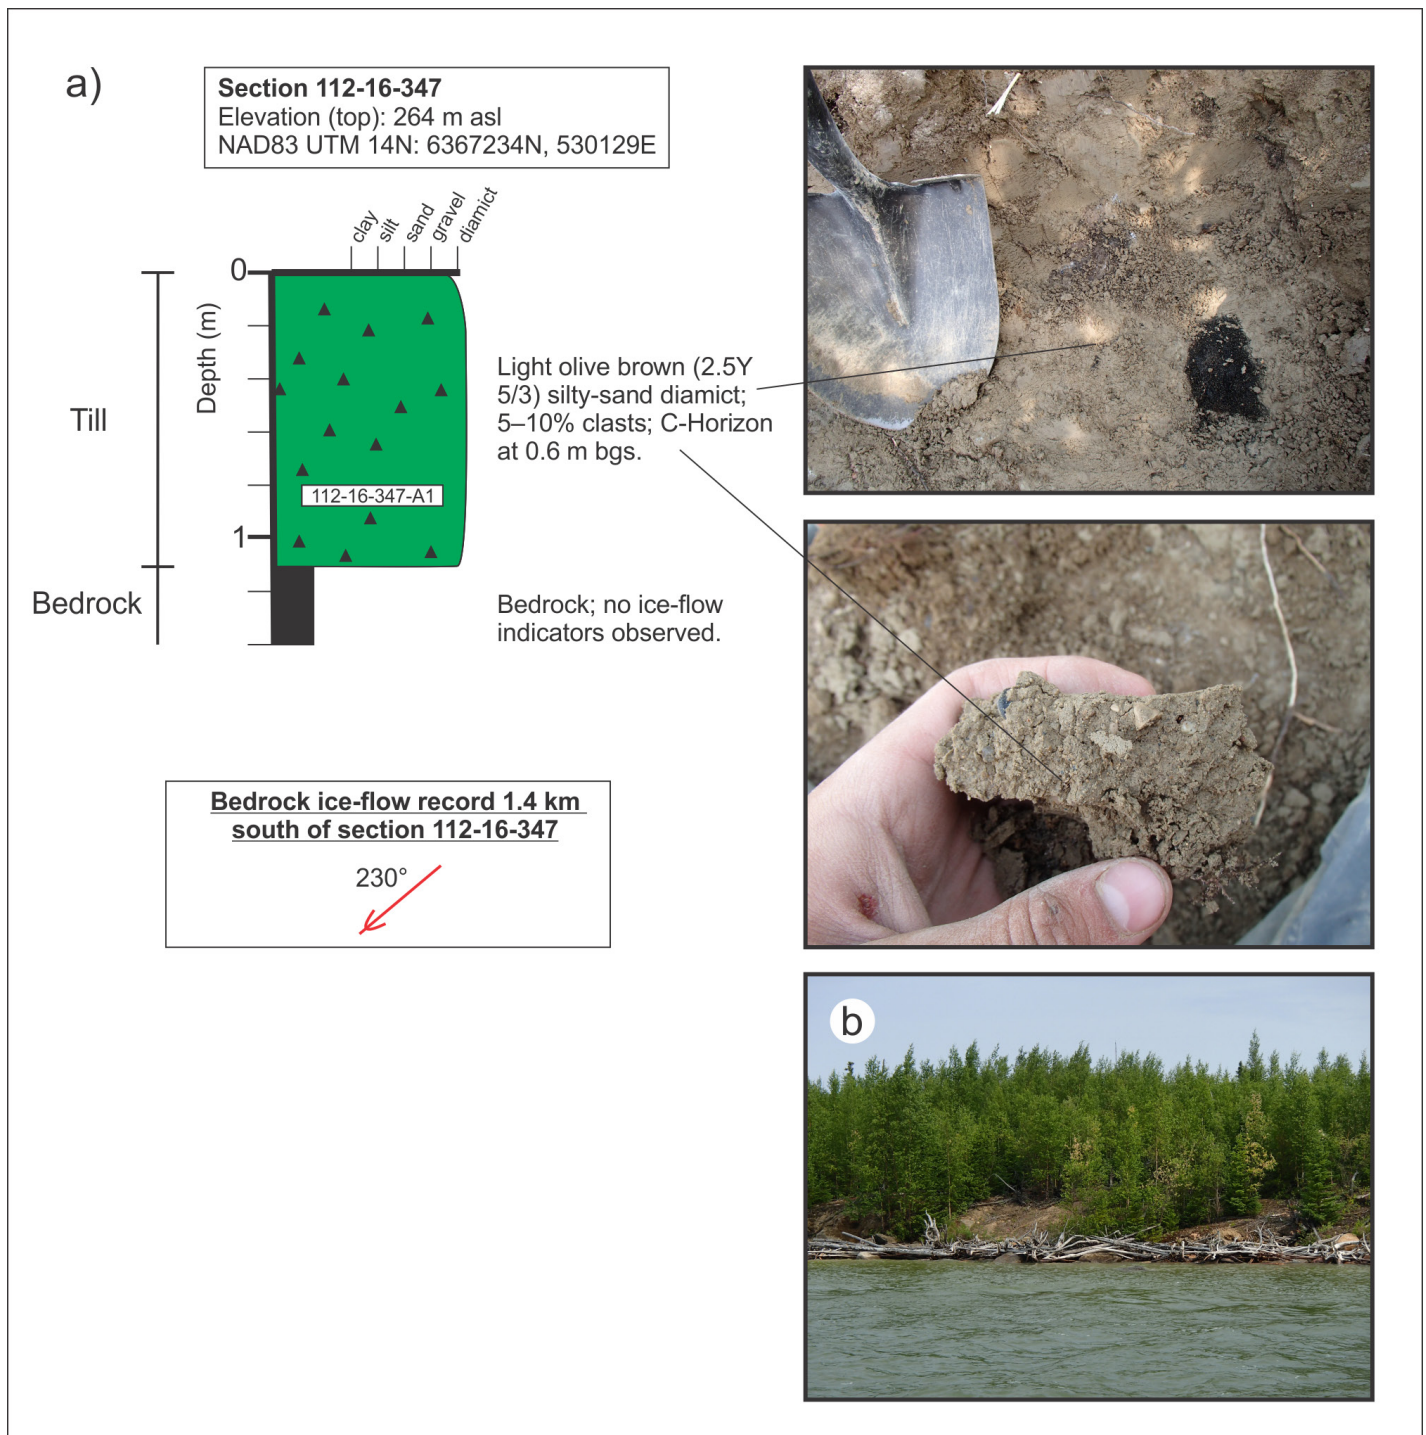 a)
Section 112-16-347
Elevation (top): 264 m asl
NAD83 UTM 14N: 6367234N, 530129E
clay
silt
sand
gravel
diamict
0
Depth (m)
Till
Light olive brown (2.5Y
5/3) silty-sand diamict;
5–10% clasts; C-Horizon
at 0.6 m bgs.
112-16-347-A1
1
Bedrock
Bedrock; no ice-flow
indicators observed.
Bedrock ice-flow record 1.4 km
south of section 112-16-347
230°
b